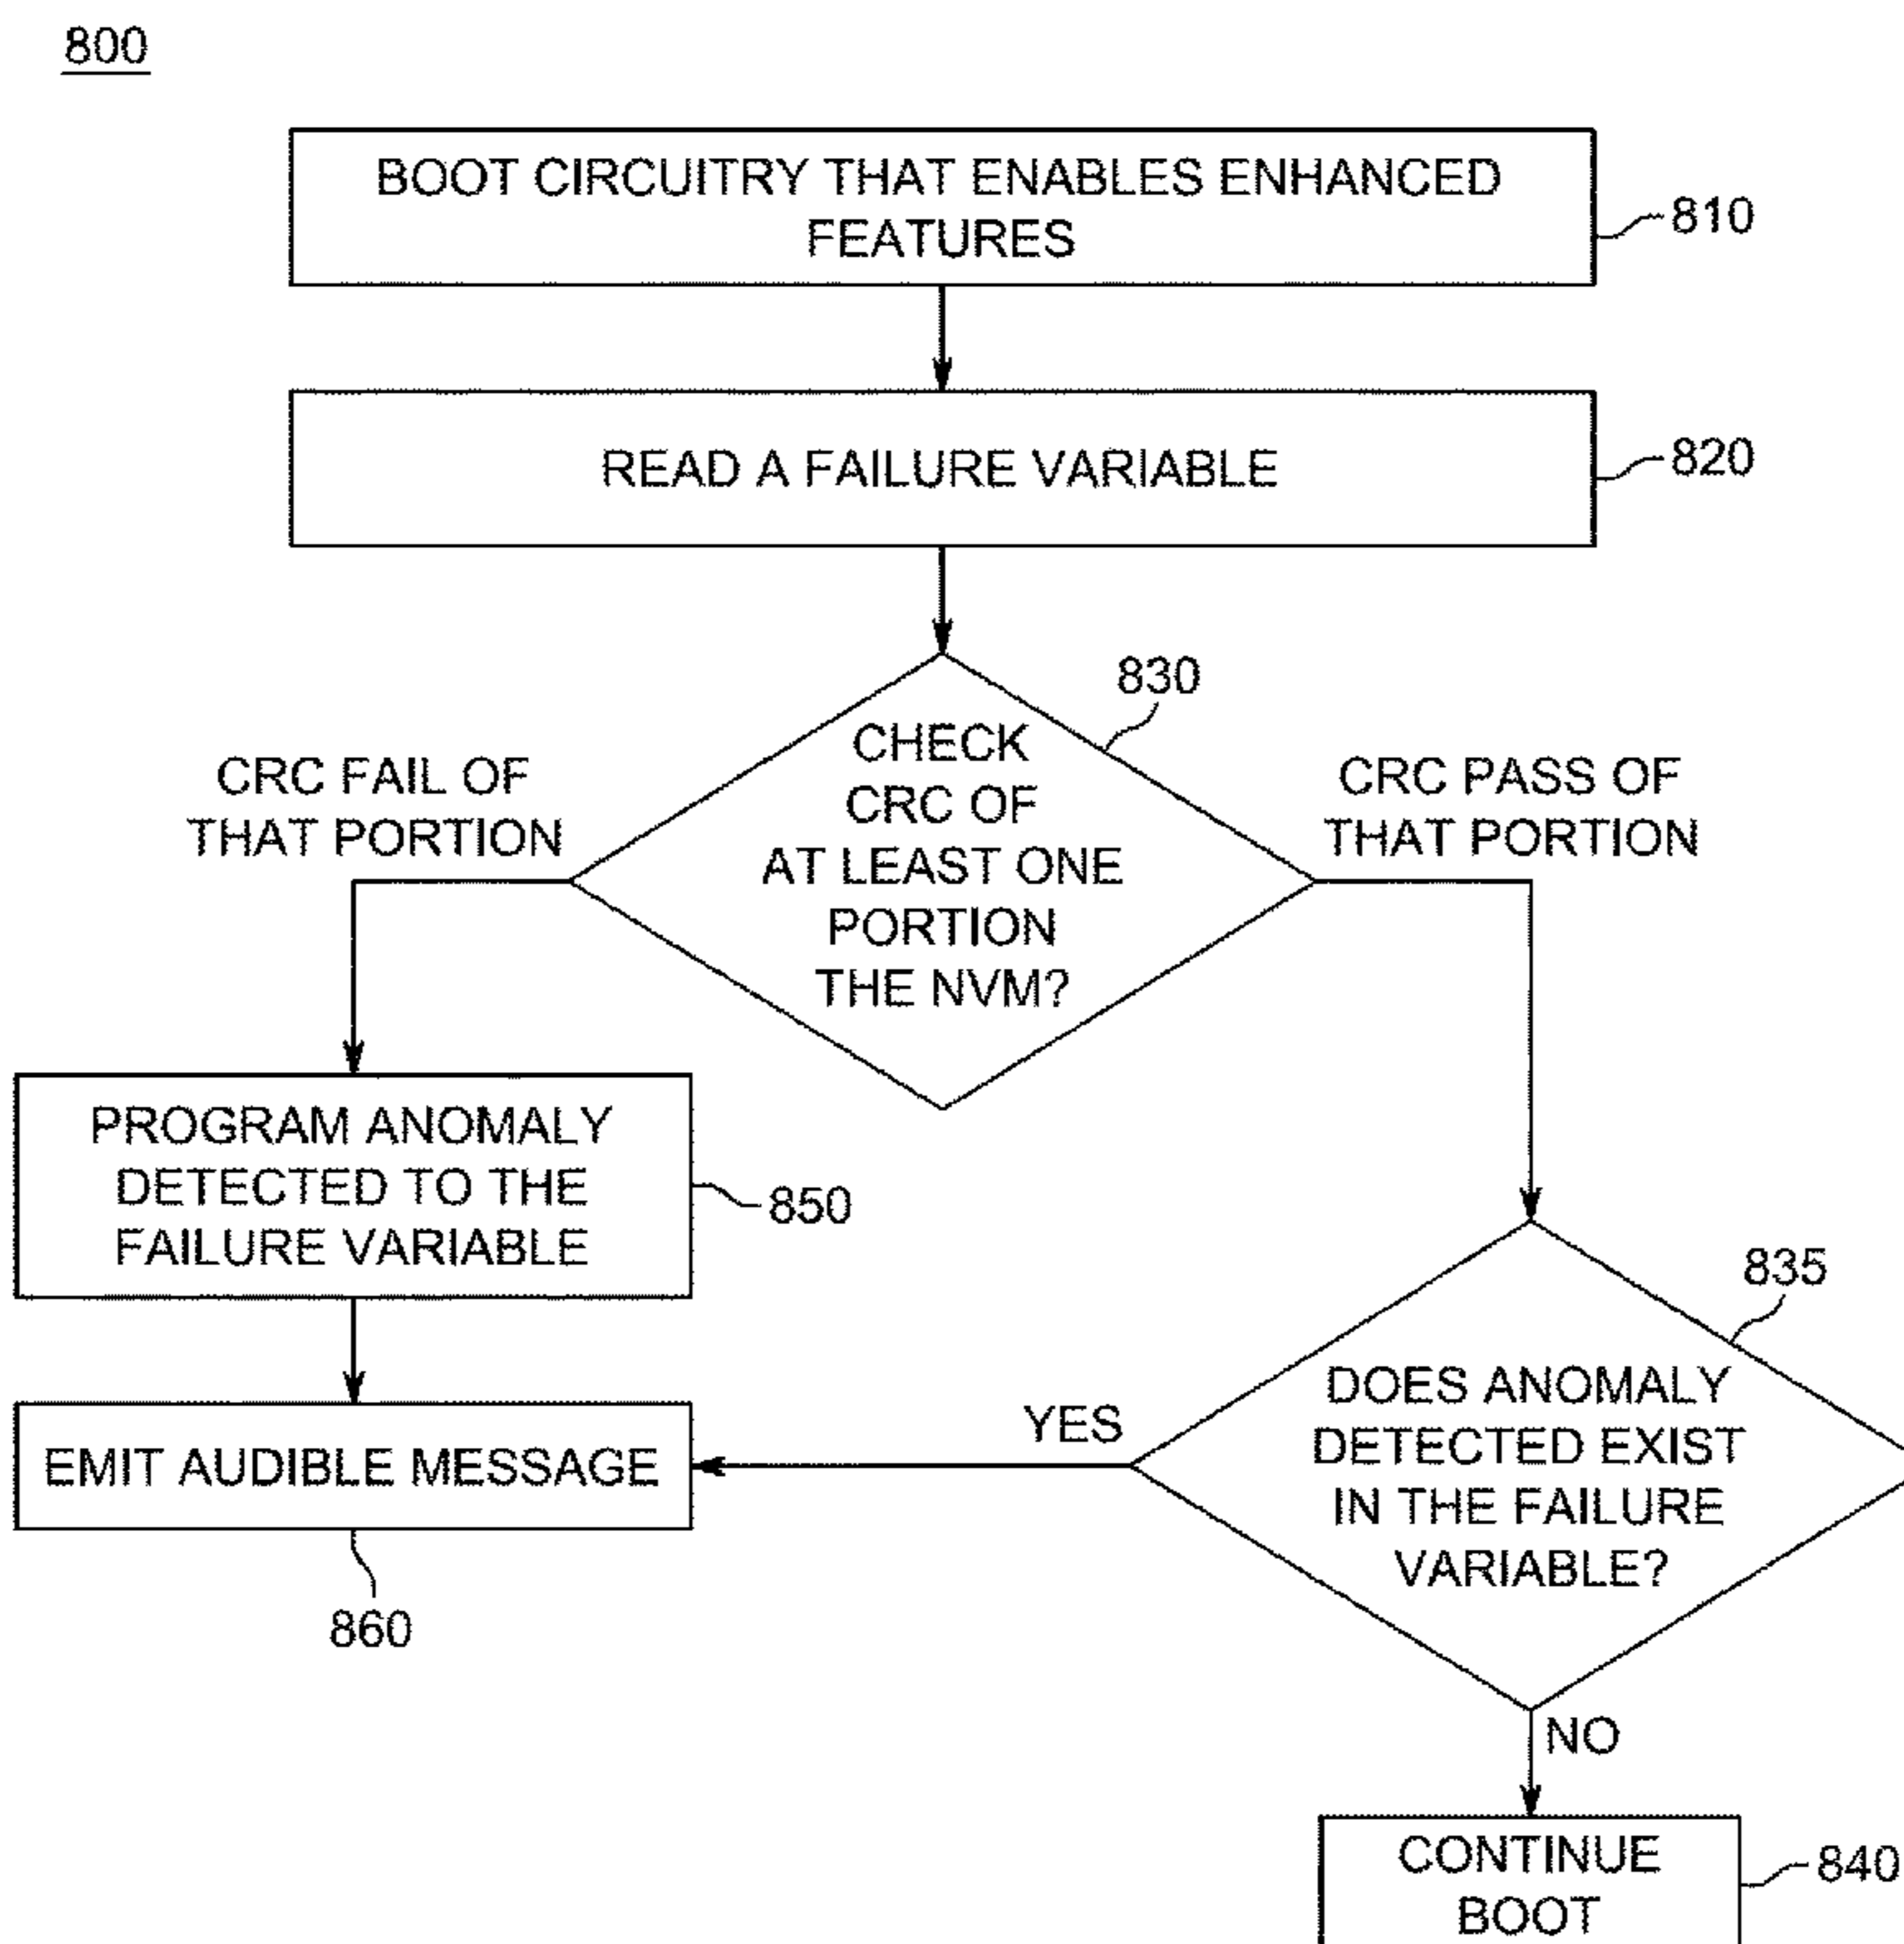 800
BOOT CIRCUITRY THAT ENABLES ENHANCED
FEATURES
810
READ A FAILURE VARIABLE
820
830
CHECK
CRC OF
AT LEAST ONE
PORTION
THE NVM?
CRC FAIL OF
THAT PORTION
CRC PASS OF
THAT PORTION
PROGRAM ANOMALY
DETECTED TO THE
FAILURE VARIABLE
850
835
DOES ANOMALY
DETECTED EXIST
IN THE FAILURE
VARIABLE?
YES
EMIT AUDIBLE MESSAGE
860
NO
CONTINUE
BOOT
840